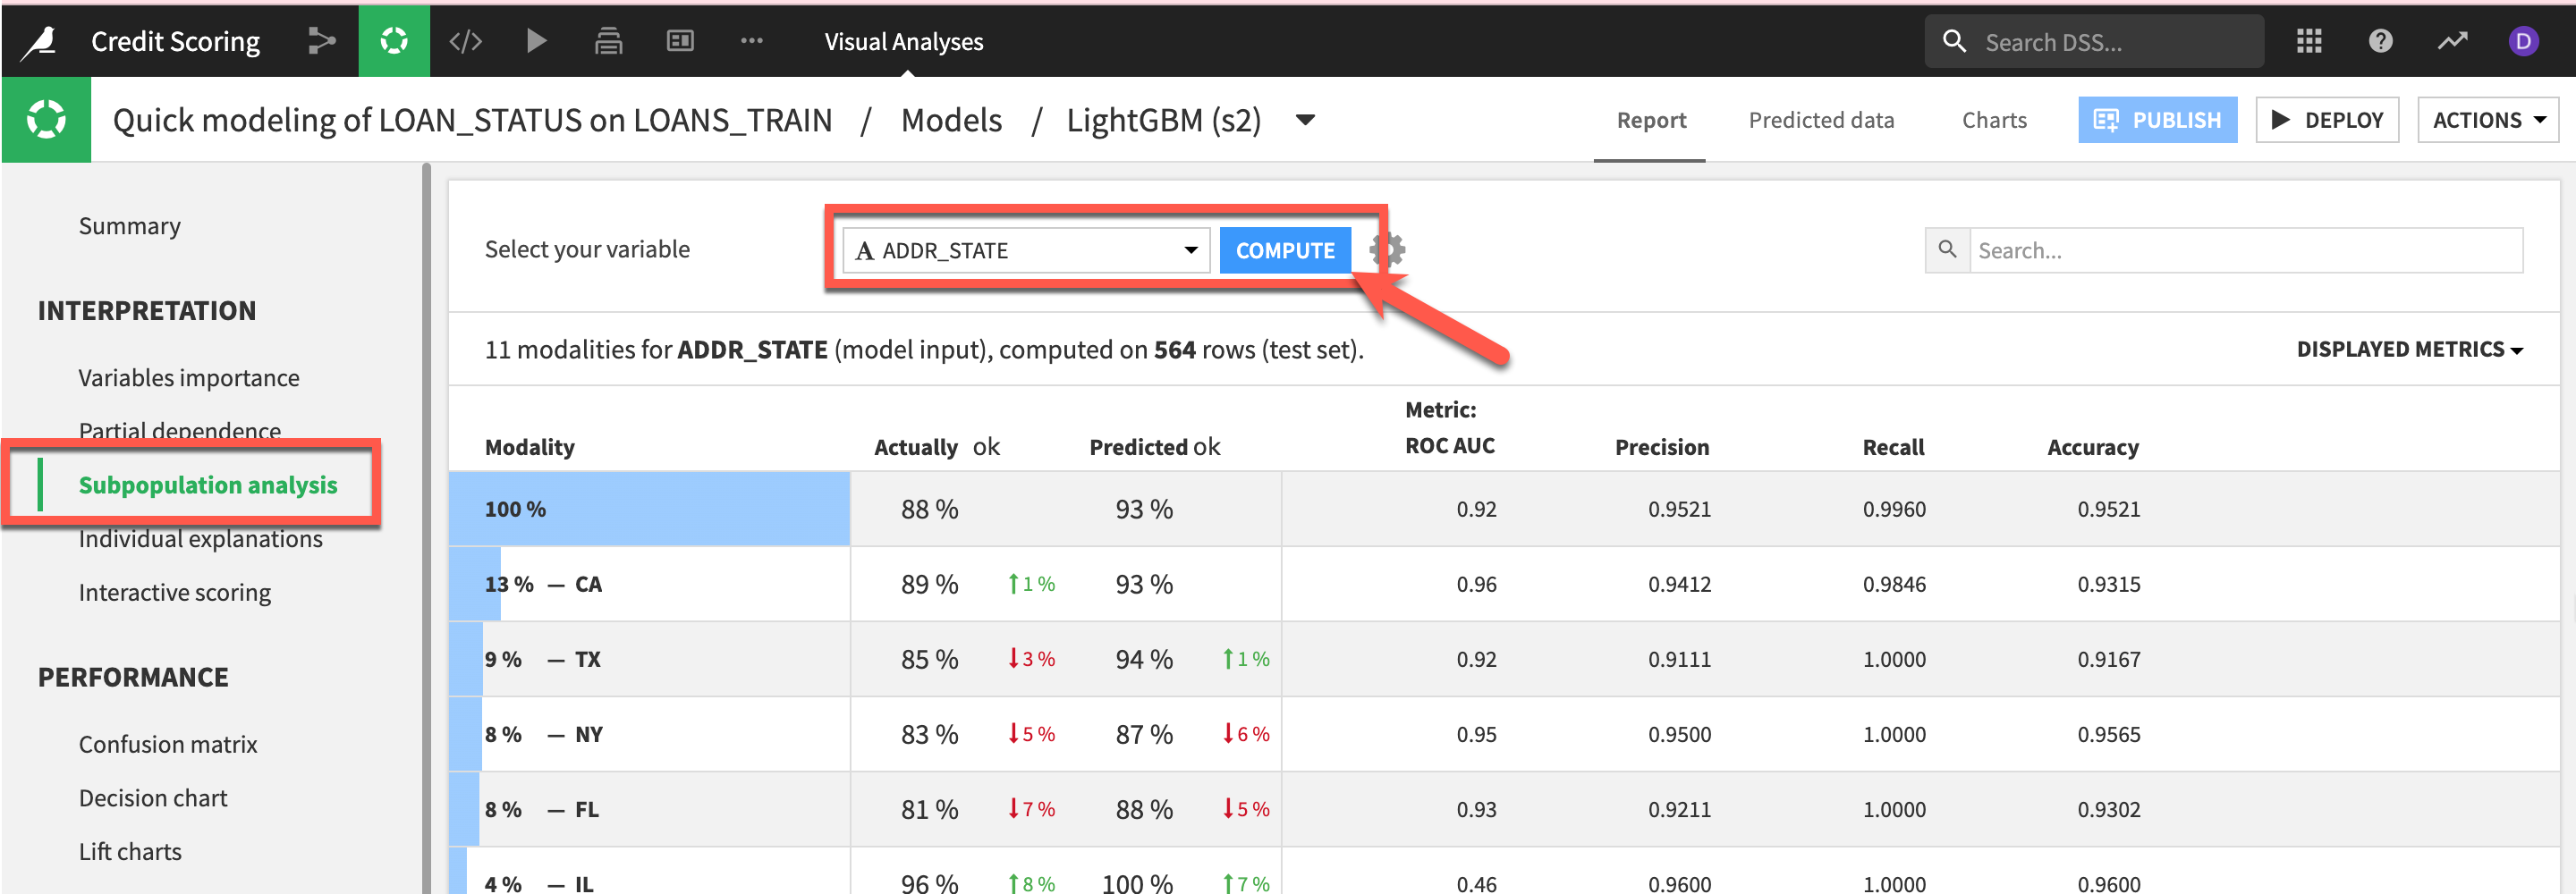 Credit Scoring </> ... Visual Analyses Search DSS... ? D
Quick modeling of LOAN_STATUS on LOANS_TRAIN / Models / LightGBM (s2) Report Predicted data Charts PUBLISH DEPLOY ACTIONS
Summary
INTERPRETATION
Variables importance
Partial dependence
Subpopulation analysis
Individual explanations
Interactive scoring
PERFORMANCE
Confusion matrix
Decision chart
Lift charts
Select your variable A ADDR_STATE COMPUTE Search...
11 modalities for ADDR_STATE (model input), computed on 564 rows (test set). DISPLAYED METRICS
Metric:
Modality Actually ok Predicted ok ROC AUC Precision Recall Accuracy
100 % 88 % 93 % 0.92 0.9521 0.9960 0.9521
13 % — CA 89 % ↑1 % 93 % 0.96 0.9412 0.9846 0.9315
9 % — TX 85 % ↓3 % 94 % ↑1 % 0.92 0.9111 1.0000 0.9167
8 % — NY 83 % ↓5 % 87 % ↓6 % 0.95 0.9500 1.0000 0.9565
8 % — FL 81 % ↓7 % 88 % ↓5 % 0.93 0.9211 1.0000 0.9302
4 % — IL 96 % ↑8 % 100 % ↑7 % 0.46 0.9600 1.0000 0.9600